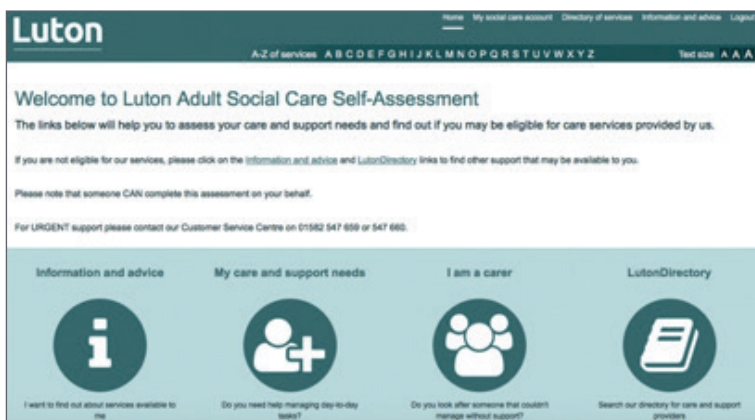 Luton
Home My social care account Directory of services Information and advice Logout
A-Z of services A B C D E F G H I J K L M N O P Q R S T U V W X Y Z Text size A A A
Welcome to Luton Adult Social Care Self-Assessment
The links below will help you to assess your care and support needs and find out if you may be eligible for care services provided by us.
If you are not eligible for our services, please click on the Information and advice and LutonDirectory links to find other support that may be available to you.
Please note that someone CAN complete this assessment on your behalf.
For URGENT support please contact our Customer Service Centre on 01582 547 659 or 547 660.
Information and advice
My care and support needs
I am a carer
LutonDirectory
I want to find out about services available to
me
Do you need help managing day-to-day
tasks?
Do you look after someone that couldn't
manage without support?
Search our directory for care and support
providers